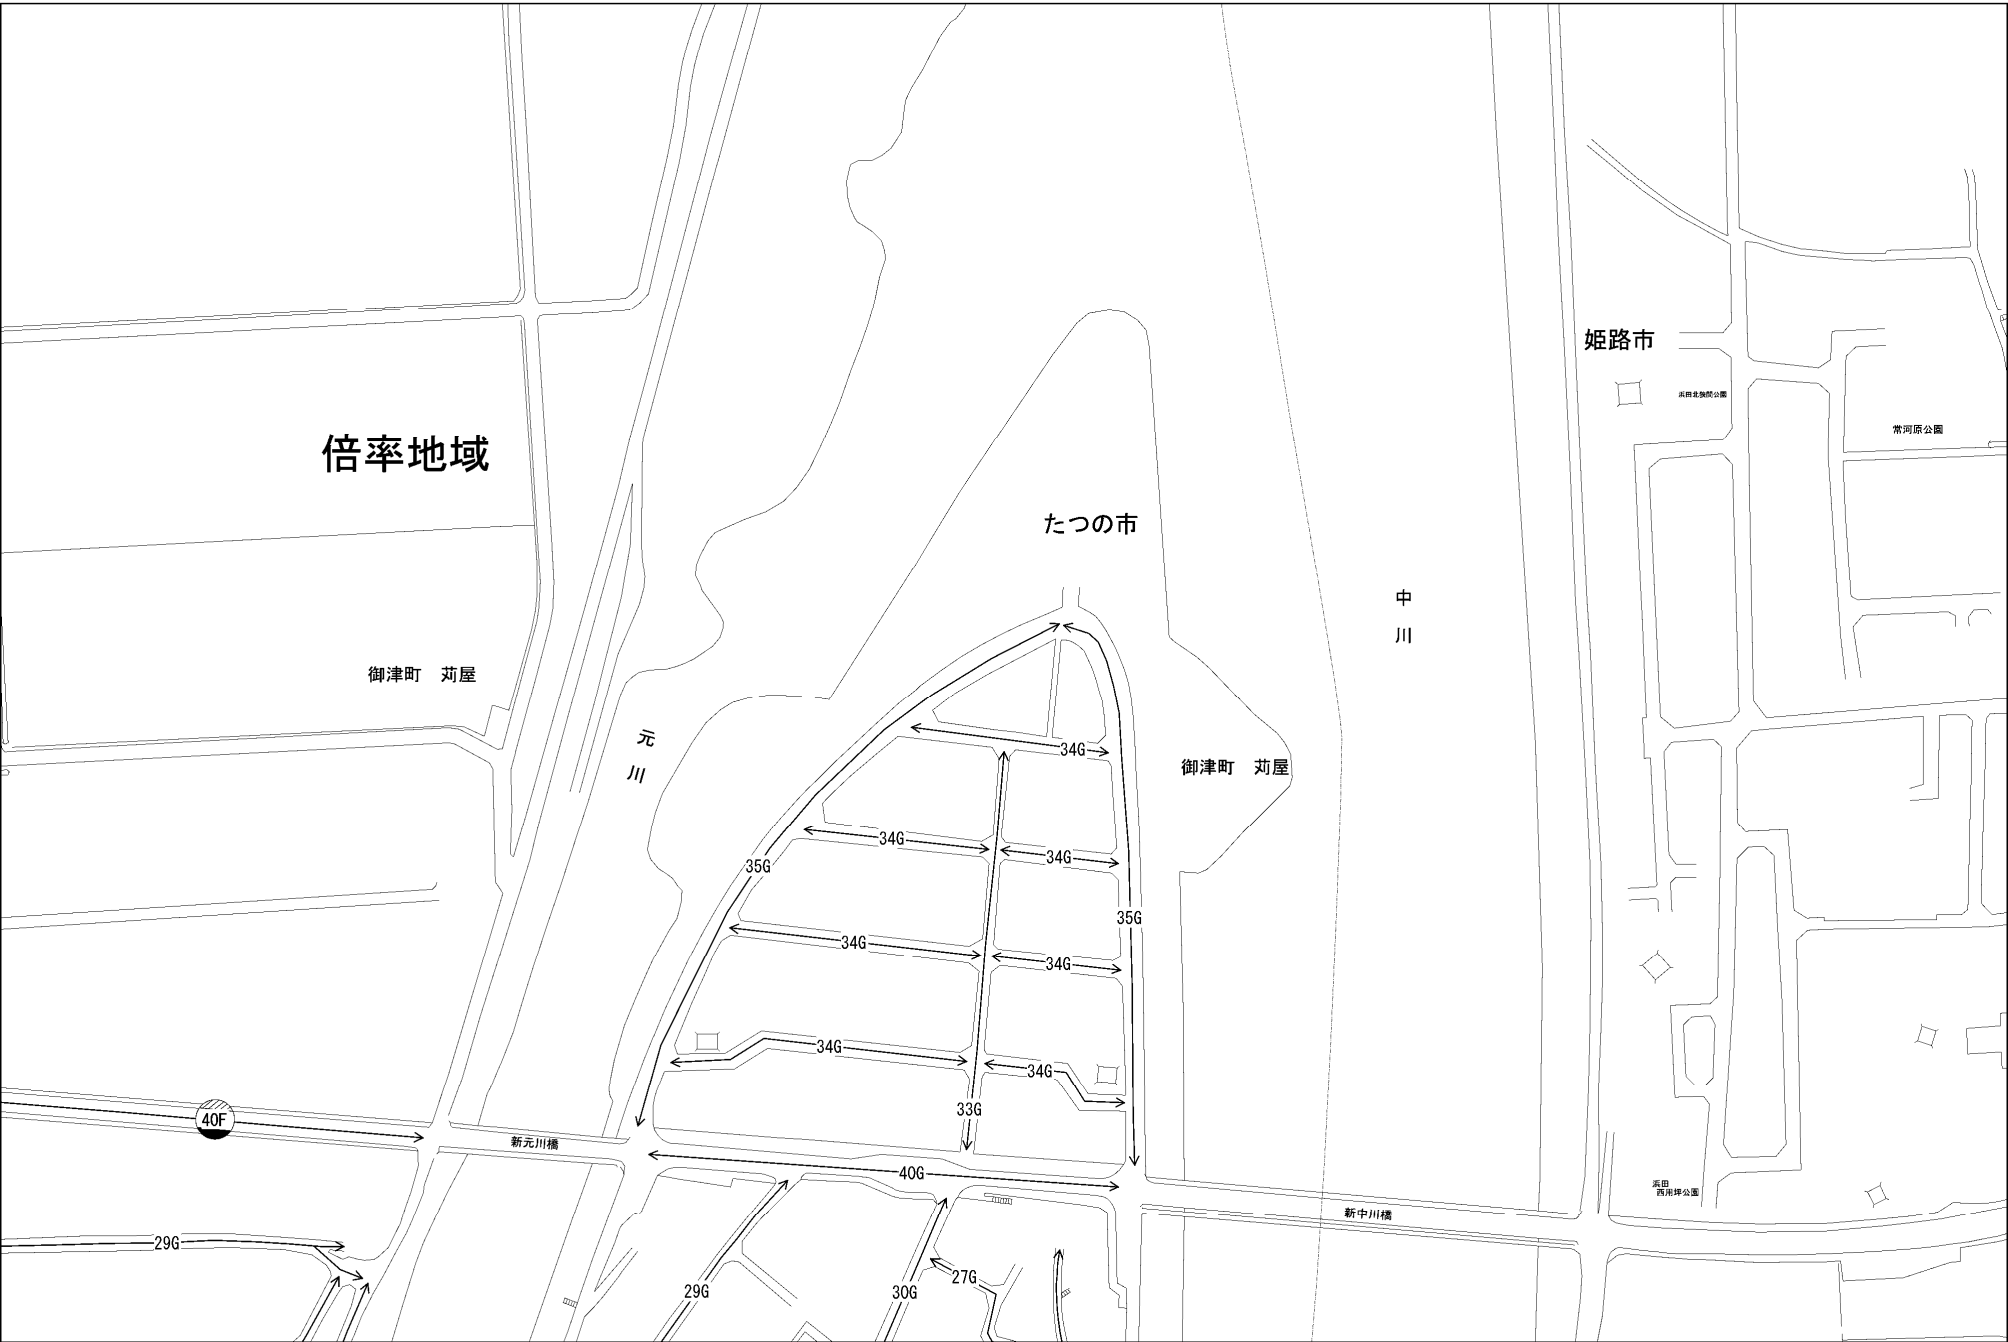 姫路市
浜田北狭間公園
常河原公園
倍率地域
たつの市
中川
御津町 苅屋
元川
34G
御津町 苅屋
34G
34G
35G
35G
34G
34G
34G
34G
33G
40F
新元川橋
40G
浜田
西用坪公園
新中川橋
29G
27G
29G
30G